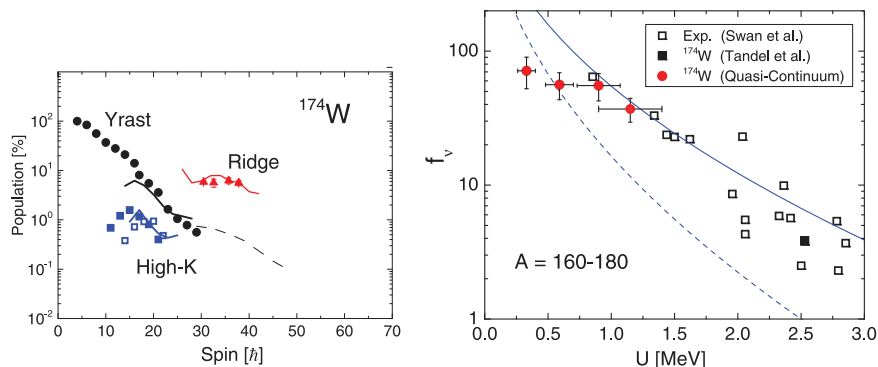 Population [%]
10²
10¹
10⁰
10⁻¹
10⁻²
Yrast
¹⁷⁴W
Ridge
High-K
0 10 20 30 40 50 60 70
Spin [ℏ]
f_ν
100
10
1
Exp. (Swan et al.)
¹⁷⁴W (Tandel et al.)
¹⁷⁴W (Quasi-Continuum)
A = 160-180
0.0 0.5 1.0 1.5 2.0 2.5 3.0
U [MeV]